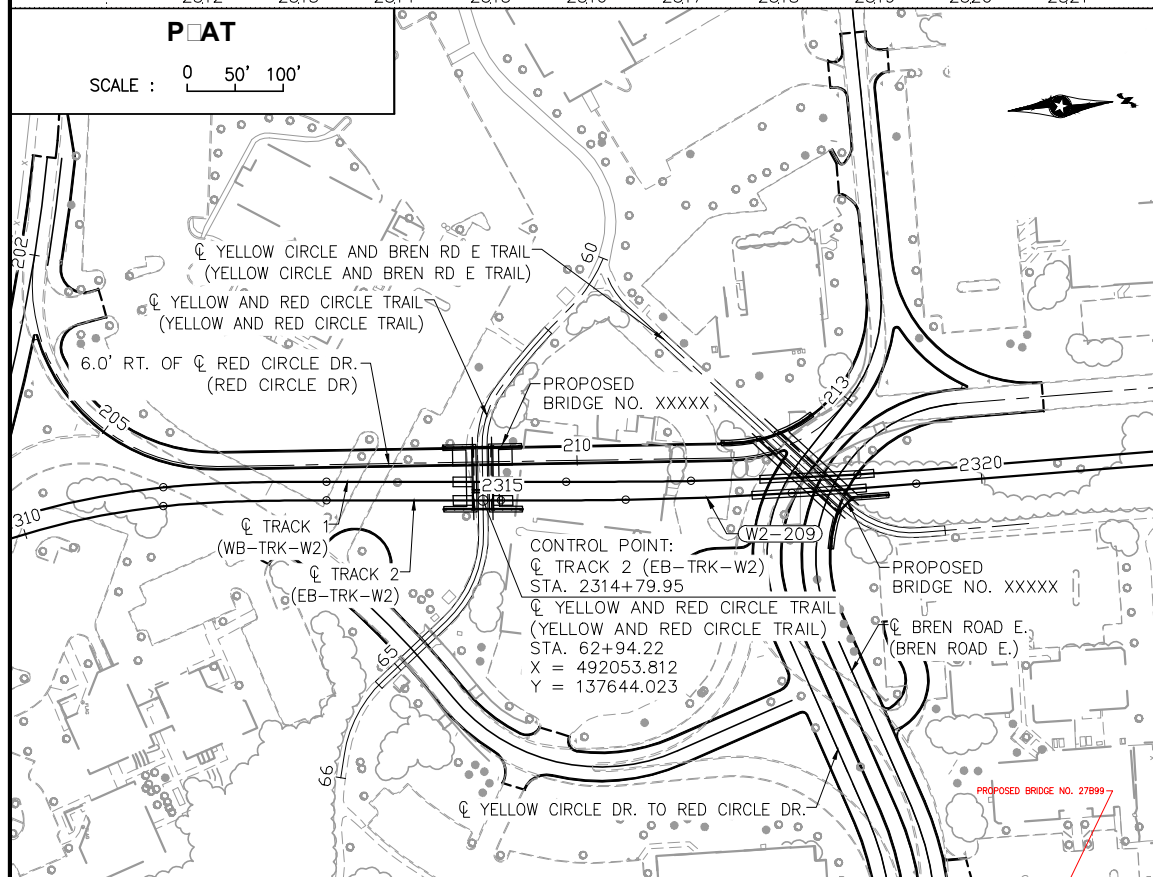 P□AT
SCALE : 0 50' 100'
202
60
℄ YELLOW CIRCLE AND BREN RD E TRAIL
(YELLOW CIRCLE AND BREN RD E TRAIL)
℄ YELLOW AND RED CIRCLE TRAIL
(YELLOW AND RED CIRCLE TRAIL)
6.0' RT. OF ℄ RED CIRCLE DR.
(RED CIRCLE DR)
PROPOSED
BRIDGE NO. XXXXX
213
205
210
2315
2320
310
℄ TRACK 1
(WB-TRK-W2)
℄ TRACK 2
(EB-TRK-W2)
W2-209
CONTROL POINT:
℄ TRACK 2 (EB-TRK-W2)
STA. 2314+79.95
℄ YELLOW AND RED CIRCLE TRAIL
(YELLOW AND RED CIRCLE TRAIL)
STA. 62+94.22
X = 492053.812
Y = 137644.023
PROPOSED
BRIDGE NO. XXXXX
℄ BREN ROAD E.
(BREN ROAD E.)
65
66
℄ YELLOW CIRCLE DR. TO RED CIRCLE DR.
PROPOSED BRIDGE NO. 27B99